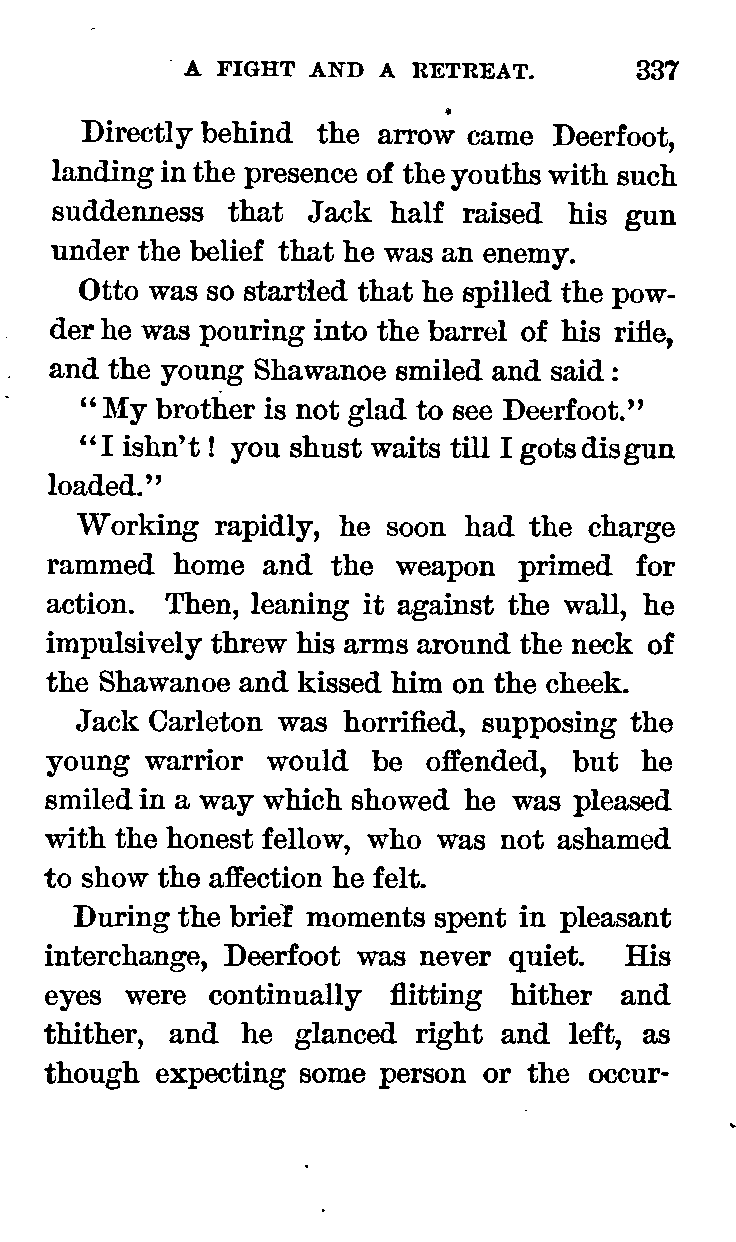 A FIGHT AND A RETREAT. 337
Directly behind the arrow came Deerfoot,
landing in the presence of the youths with such
suddenness that Jack half raised his gun
under the belief that he was an enemy.
Otto was so startled that he spilled the pow-
der he was pouring into the barrel of his rifle,
and the young Shawanoe smiled and said:
"My brother is not glad to see Deerfoot."
"I ishn't! you shust waits till I gots dis gun
loaded."
Working rapidly, he soon had the charge
rammed home and the weapon primed for
action. Then, leaning it against the wall, he
impulsively threw his arms around the neck of
the Shawanoe and kissed him on the cheek.
Jack Carleton was horrified, supposing the
young warrior would be offended, but he
smiled in a way which showed he was pleased
with the honest fellow, who was not ashamed
to show the affection he felt.
During the brief moments spent in pleasant
interchange, Deerfoot was never quiet. His
eyes were continually flitting hither and
thither, and he glanced right and left, as
though expecting some person or the occur-